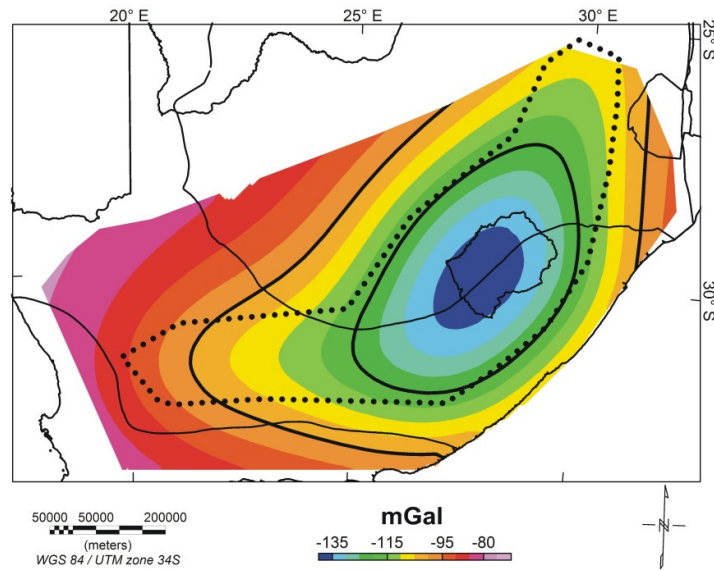 20° E 25° E 30° E
25° S
30° S
50000 50000 200000
(meters)
WGS 84 / UTM zone 34S
mGal
-135 -115 -95 -80
N